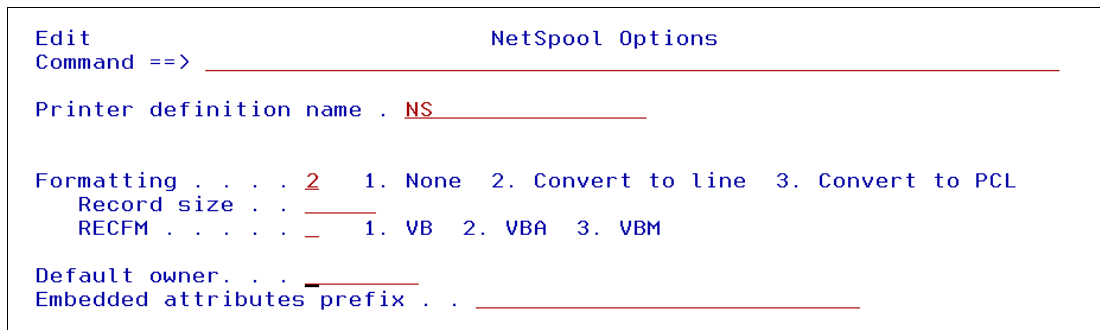 Edit NetSpool Options
Command ==>
Printer definition name . NS
Formatting . . . . 2 1. None 2. Convert to line 3. Convert to PCL
Record size . .
RECFM . . . . . 1. VB 2. VBA 3. VBM
Default owner. . .
Embedded attributes prefix . .